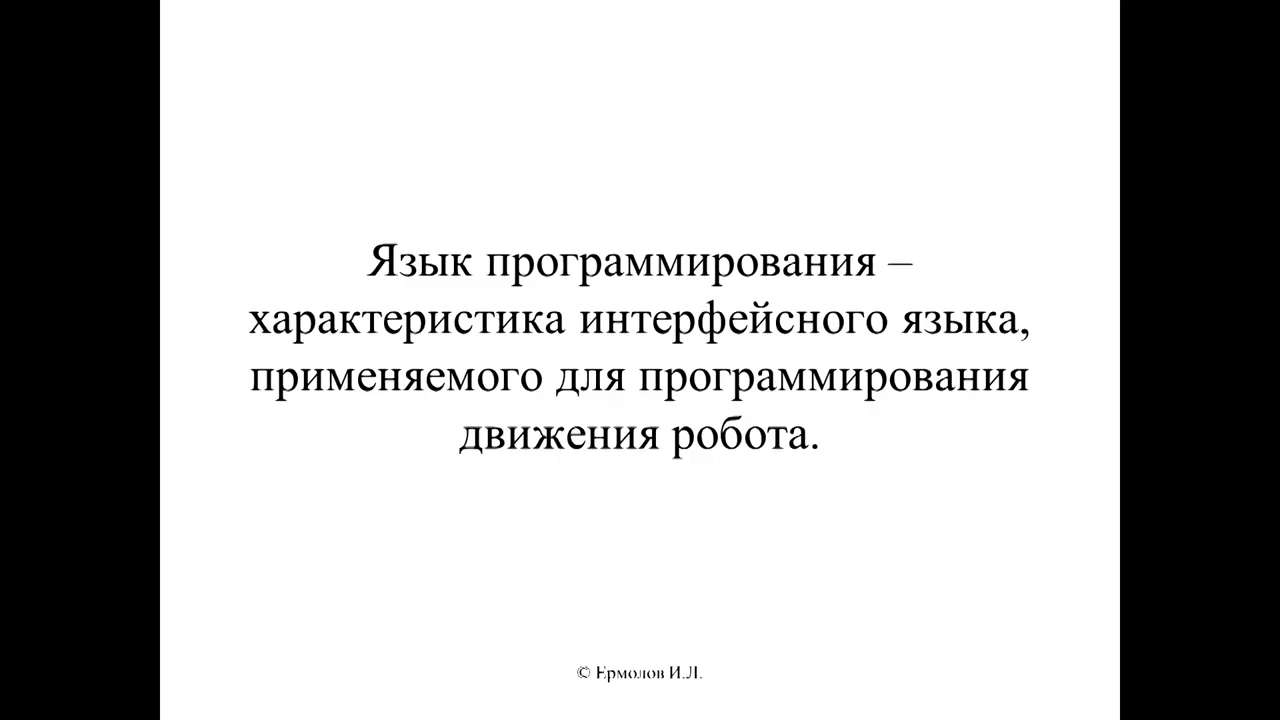 Язык программирования –
характеристика интерфейсного языка,
применяемого для программирования
движения робота.
© Ермолов И.Л.